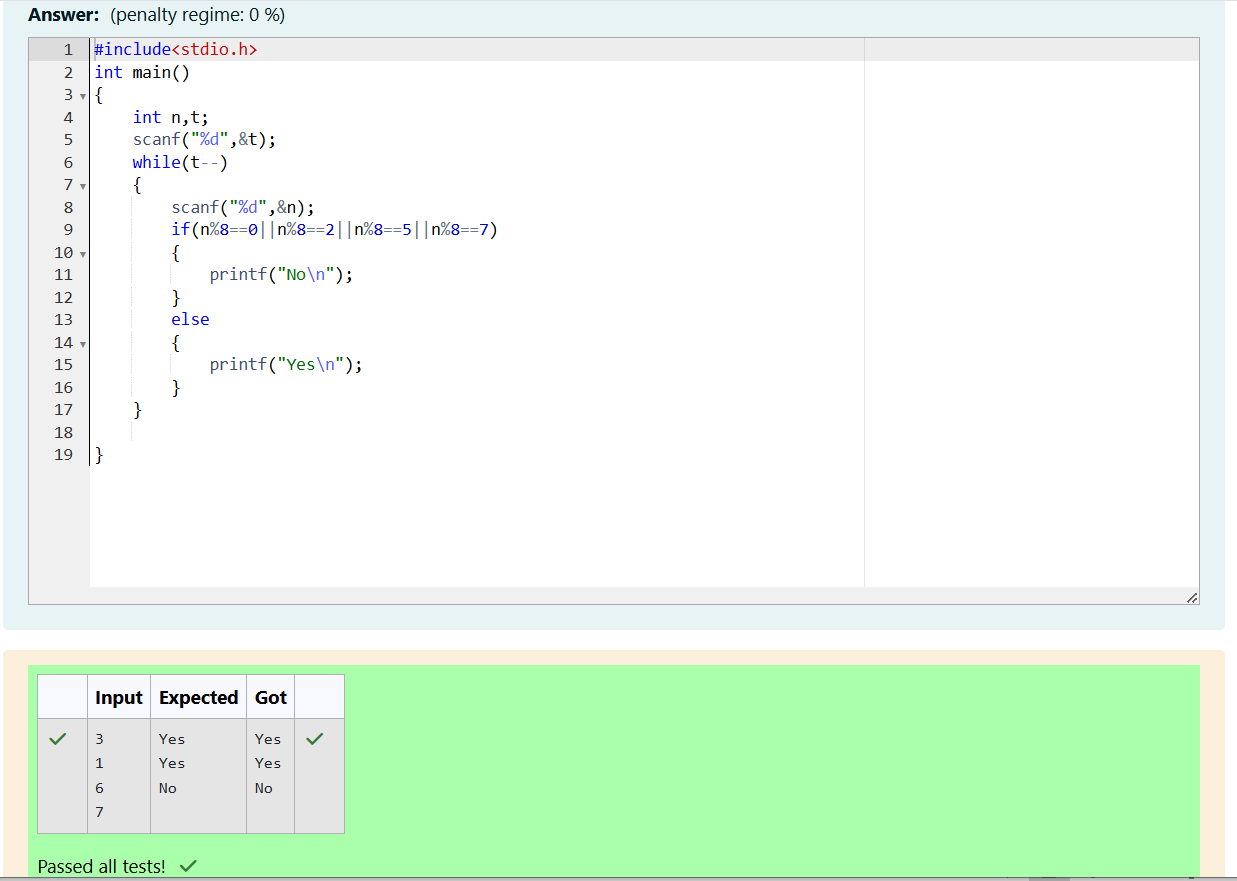 Answer: (penalty regime: 0 %)
1 #include<stdio.h>
2 int main()
3 {
4 int n,t;
5 scanf("%d",&t);
6 while(t--)
7 {
8 scanf("%d",&n);
9 if(n%8==0||n%8==2||n%8==5||n%8==7)
10 {
11 printf("No\n");
12 }
13 else
14 {
15 printf("Yes\n");
16 }
17 }
18
19 }
Input Expected Got
3 Yes Yes
1 Yes Yes
6 No No
7
Passed all tests!